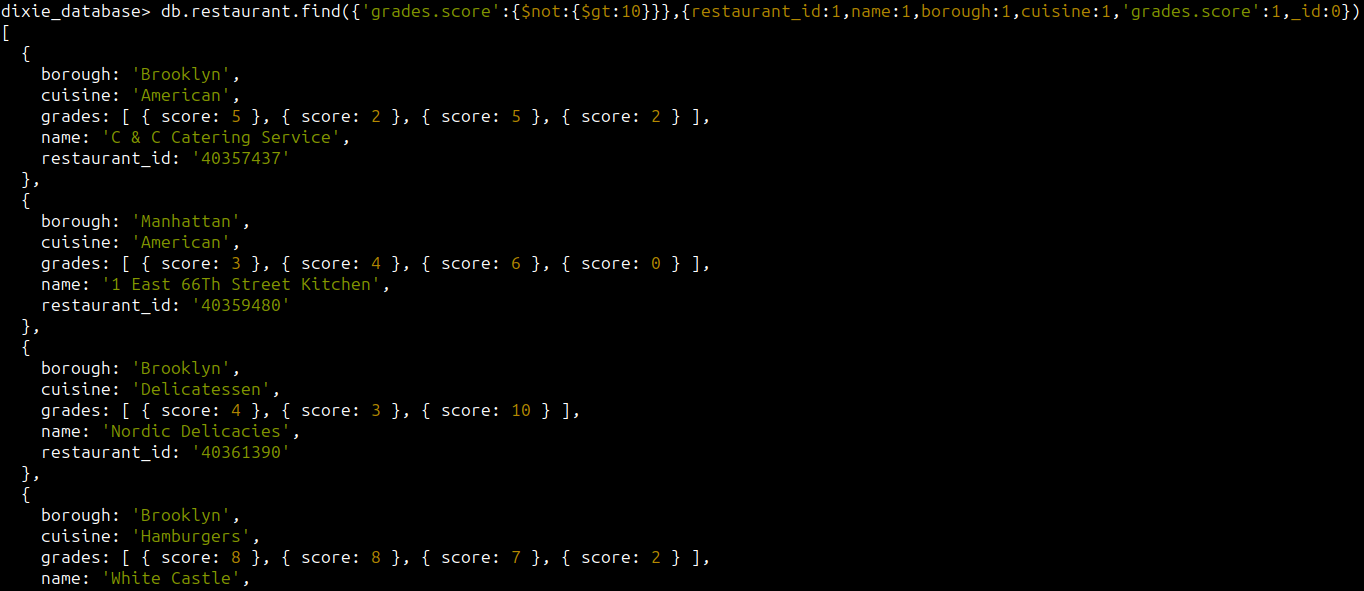 dixie_database> db.restaurant.find({'grades.score':{$not:{$gt:10}}},{restaurant_id:1,name:1,borough:1,cuisine:1,'grades.score':1,_id:0})
[
  {
    borough: 'Brooklyn',
    cuisine: 'American',
    grades: [ { score: 5 }, { score: 2 }, { score: 5 }, { score: 2 } ],
    name: 'C & C Catering Service',
    restaurant_id: '40357437'
  },
  {
    borough: 'Manhattan',
    cuisine: 'American',
    grades: [ { score: 3 }, { score: 4 }, { score: 6 }, { score: 0 } ],
    name: '1 East 66Th Street Kitchen',
    restaurant_id: '40359480'
  },
  {
    borough: 'Brooklyn',
    cuisine: 'Delicatessen',
    grades: [ { score: 4 }, { score: 3 }, { score: 10 } ],
    name: 'Nordic Delicacies',
    restaurant_id: '40361390'
  },
  {
    borough: 'Brooklyn',
    cuisine: 'Hamburgers',
    grades: [ { score: 8 }, { score: 8 }, { score: 7 }, { score: 2 } ],
    name: 'White Castle',